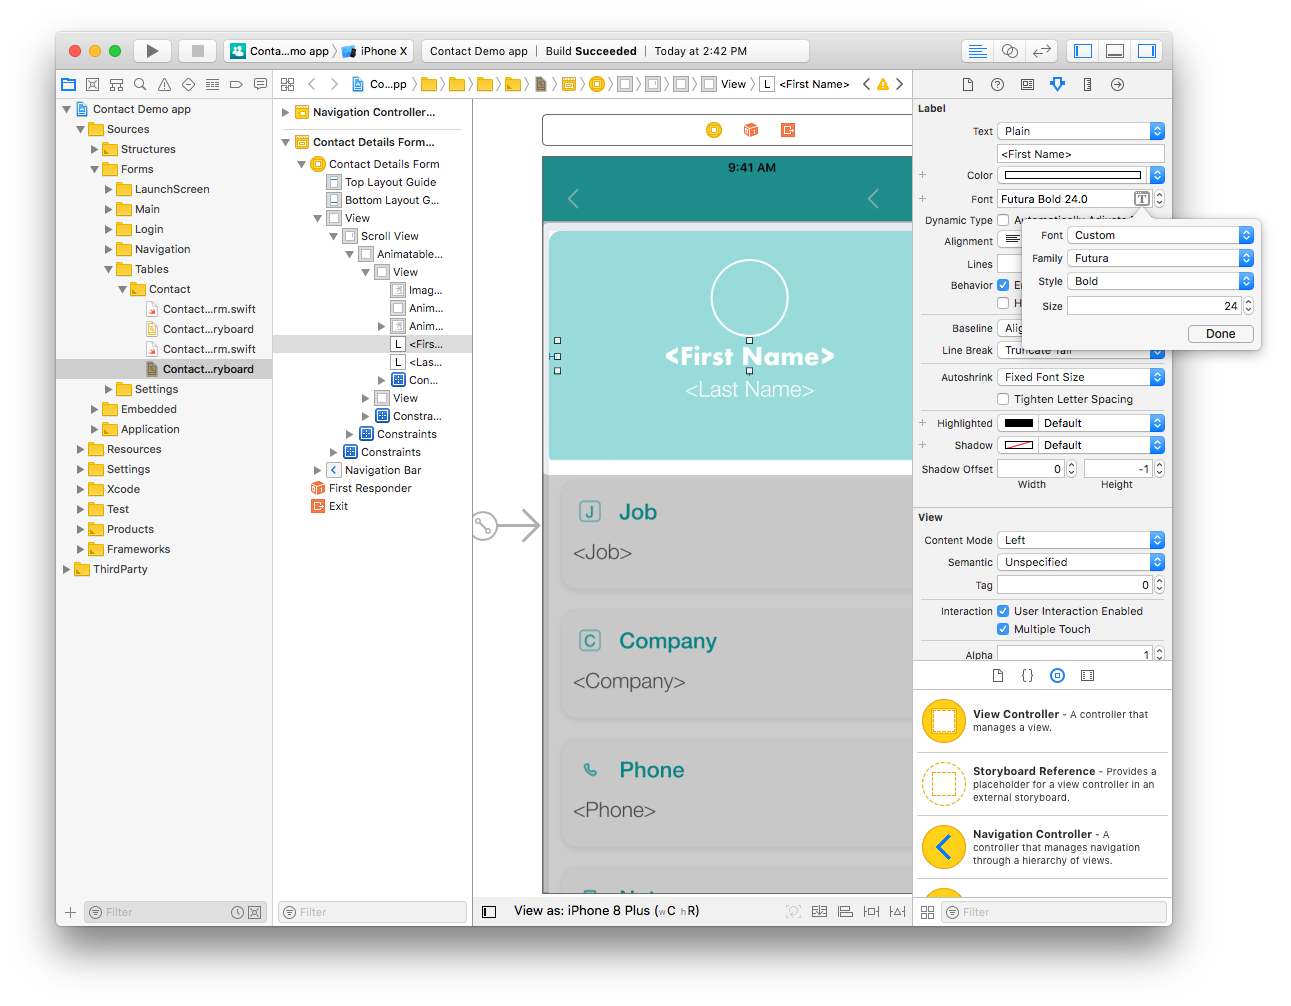 Conta...mo app
iPhone X
Contact Demo app | Build Succeeded | Today at 2:42 PM
Co...pp
View
L
<First Name>
Contact Demo app
Sources
Structures
Forms
LaunchScreen
Main
Login
Navigation
Tables
Contact
Contact...rm.swift
Contact...ryboard
Contact...rm.swift
Contact...ryboard
Settings
Embedded
Application
Resources
Settings
Xcode
Test
Products
Frameworks
ThirdParty
Filter
Navigation Controller...
Contact Details Form...
Contact Details Form
Top Layout Guide
Bottom Layout G...
View
Scroll View
Animatable...
View
Imag...
Anim...
Anim...
L <Firs...
L <Las...
Con...
View
Constra...
Constraints
Constraints
Navigation Bar
First Responder
Exit
Filter
9:41 AM
<First Name>
<Last Name>
J Job
<Job>
C Company
<Company>
Phone
<Phone>
View as: iPhone 8 Plus (wC hR)
Label
Text Plain
<First Name>
Color
Font Futura Bold 24.0
T
Dynamic Type
Alignment
Lines
Behavior
Baseline
Line Break Truncate Tail
Font Custom
Family Futura
Style Bold
Size 24
Done
Autoshrink Fixed Font Size
Tighten Letter Spacing
Highlighted Default
Shadow Default
Shadow Offset 0 -1
Width Height
View
Content Mode Left
Semantic Unspecified
Tag 0
Interaction User Interaction Enabled
Multiple Touch
Alpha 1
{}
View Controller - A controller that
manages a view.
Storyboard Reference - Provides a
placeholder for a view controller in an
external storyboard.
Navigation Controller - A
controller that manages navigation
through a hierarchy of views.
Filter